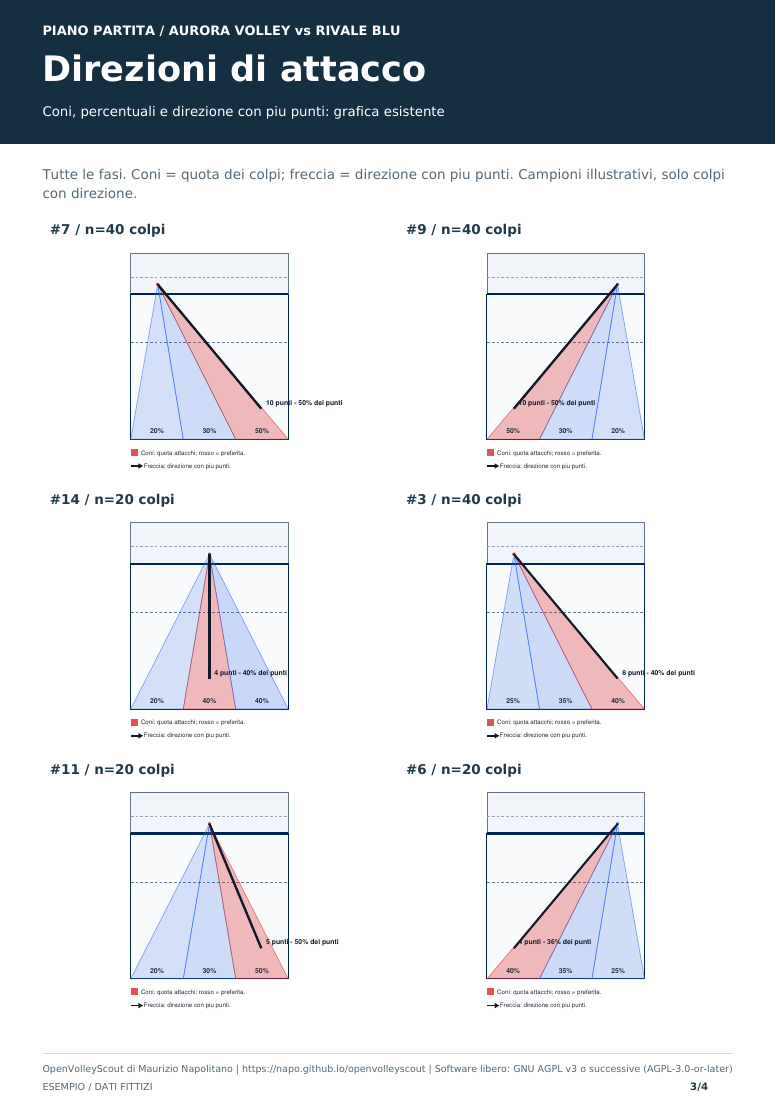 PIANO PARTITA / AURORA VOLLEY vs RIVALE BLU
Direzioni di attacco
Coni, percentuali e direzione con piu punti: grafica esistente
Tutte le fasi. Coni = quota dei colpi; freccia = direzione con piu punti. Campioni illustrativi, solo colpi
con direzione.
#7 / n=40 colpi
10 punti - 50% dei punti
20% 30% 50%
Coni: quota attacchi; rosso = preferita.
Freccia: direzione con piu punti.
#9 / n=40 colpi
10 punti - 50% dei punti
50% 30% 20%
Coni: quota attacchi; rosso = preferita.
Freccia: direzione con piu punti.
#14 / n=20 colpi
4 punti - 40% dei punti
20% 40% 40%
Coni: quota attacchi; rosso = preferita.
Freccia: direzione con piu punti.
#3 / n=40 colpi
8 punti - 40% dei punti
25% 35% 40%
Coni: quota attacchi; rosso = preferita.
Freccia: direzione con piu punti.
#11 / n=20 colpi
5 punti - 50% dei punti
20% 30% 50%
Coni: quota attacchi; rosso = preferita.
Freccia: direzione con piu punti.
#6 / n=20 colpi
punti - 36% dei punti
40% 35% 25%
Coni: quota attacchi; rosso = preferita.
Freccia: direzione con piu punti.
OpenVolleyScout di Maurizio Napolitano | https://napo.github.io/openvolleyscout | Software libero: GNU AGPL v3 o successive (AGPL-3.0-or-later)
ESEMPIO / DATI FITTIZI
3/4